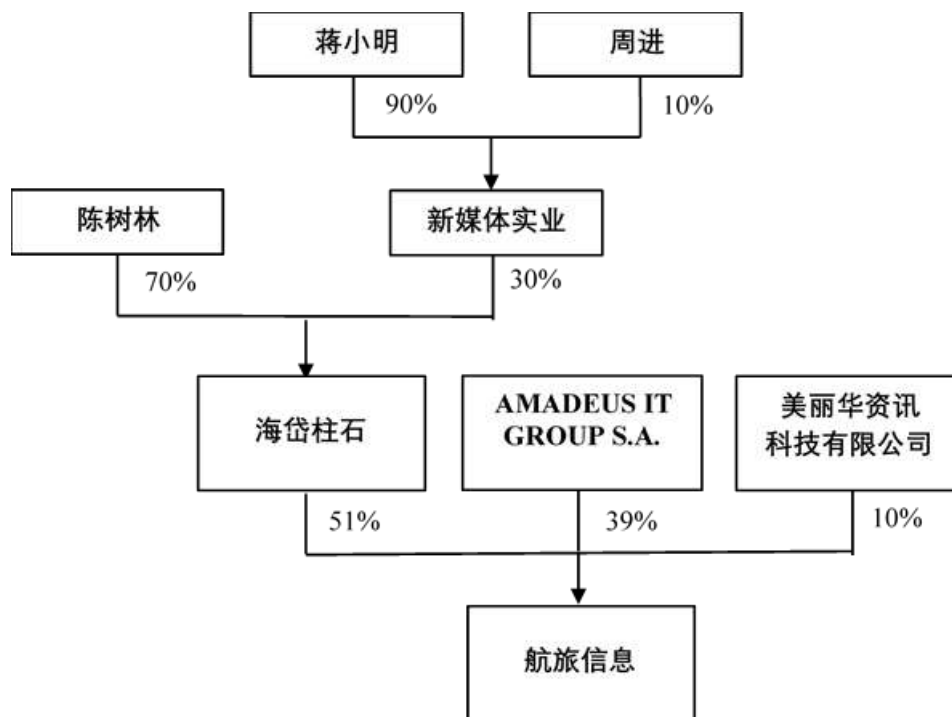 蒋小明
周进
90%
10%
陈树林
新媒体实业
70%
30%
海岱柱石
AMADEUS IT
GROUP S.A.
美丽华资讯
科技有限公司
51%
39%
10%
航旅信息